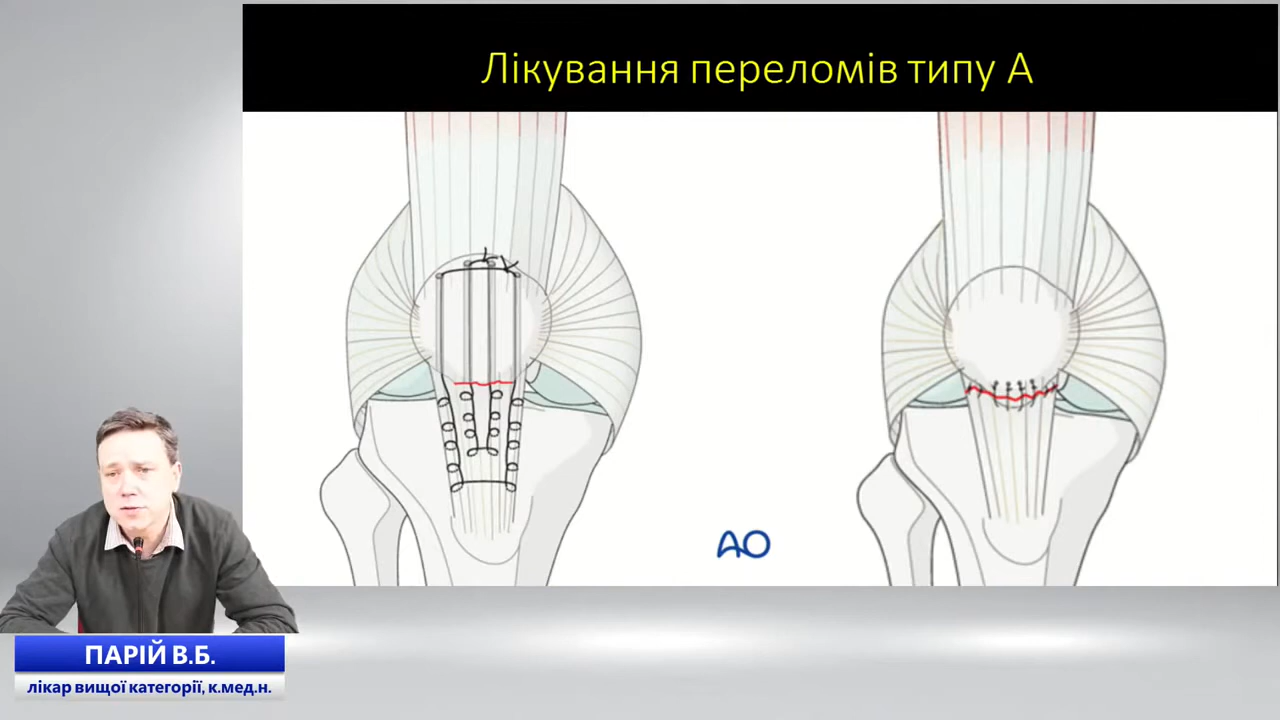 Лікування переломів типу А
AO
ПАРІЙ В.Б.
лікар вищої категорії, к.мед.н.